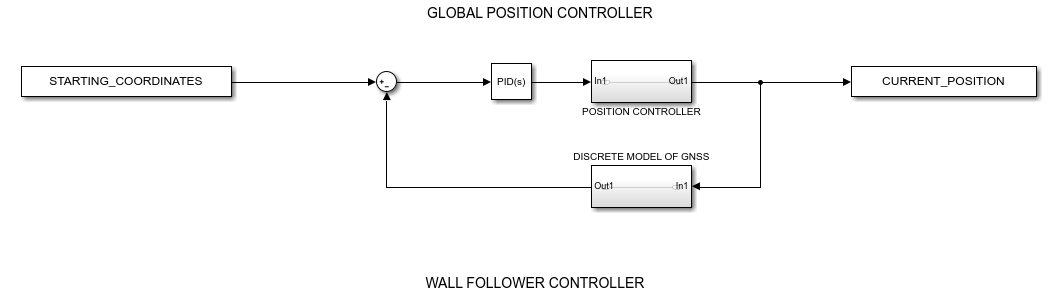 GLOBAL POSITION CONTROLLER
STARTING_COORDINATES
+
−
PID(s)
In1
Out1
POSITION CONTROLLER
CURRENT_POSITION
DISCRETE MODEL OF GNSS
Out1
In1
WALL FOLLOWER CONTROLLER